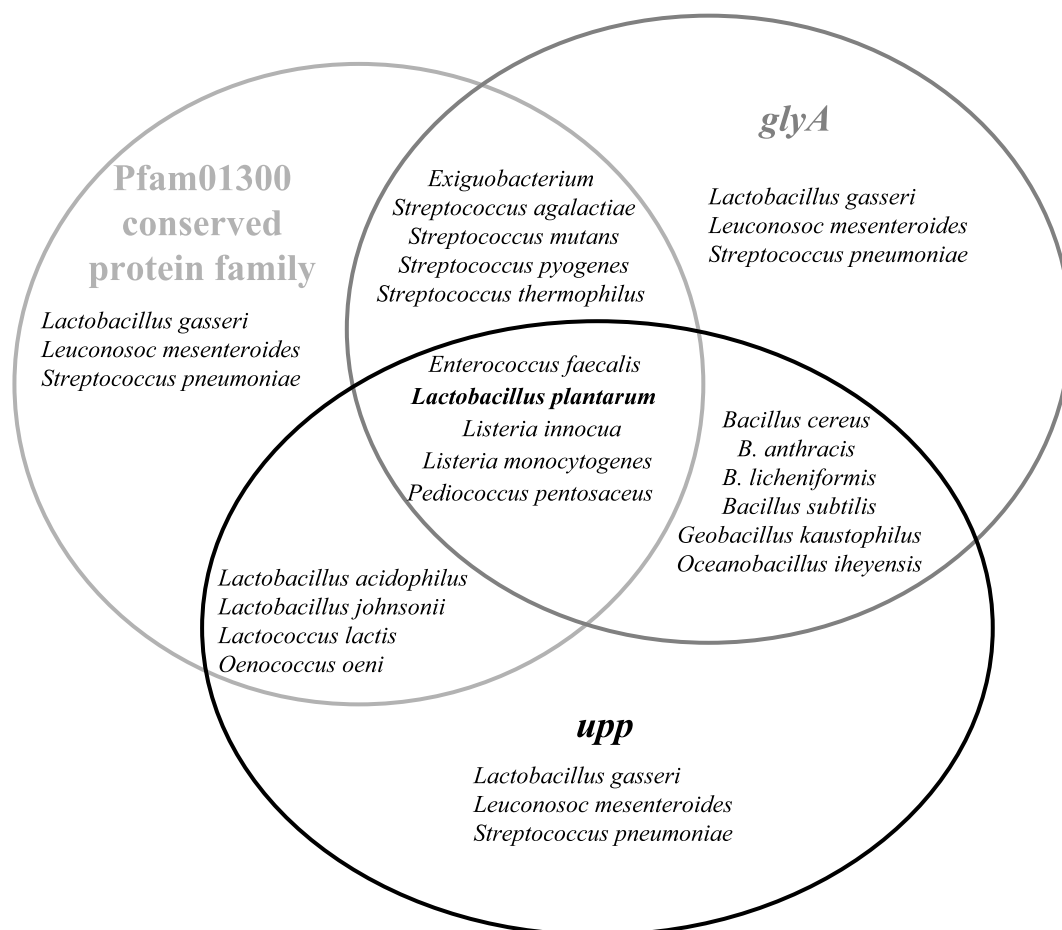 glyA
Pfam01300
conserved
protein family
Exiguobacterium
Streptococcus agalactiae
Streptococcus mutans
Streptococcus pyogenes
Streptococcus thermophilus
Lactobacillus gasseri
Leuconosoc mesenteroides
Streptococcus pneumoniae
Lactobacillus gasseri
Leuconosoc mesenteroides
Streptococcus pneumoniae
Enterococcus faecalis
Lactobacillus plantarum
Listeria innocua
Listeria monocytogenes
Pediococcus pentosaceus
Bacillus cereus
B. anthracis
B. licheniformis
Bacillus subtilis
Geobacillus kaustophilus
Oceanobacillus iheyensis
Lactobacillus acidophilus
Lactobacillus johnsonii
Lactococcus lactis
Oenococcus oeni
upp
Lactobacillus gasseri
Leuconosoc mesenteroides
Streptococcus pneumoniae